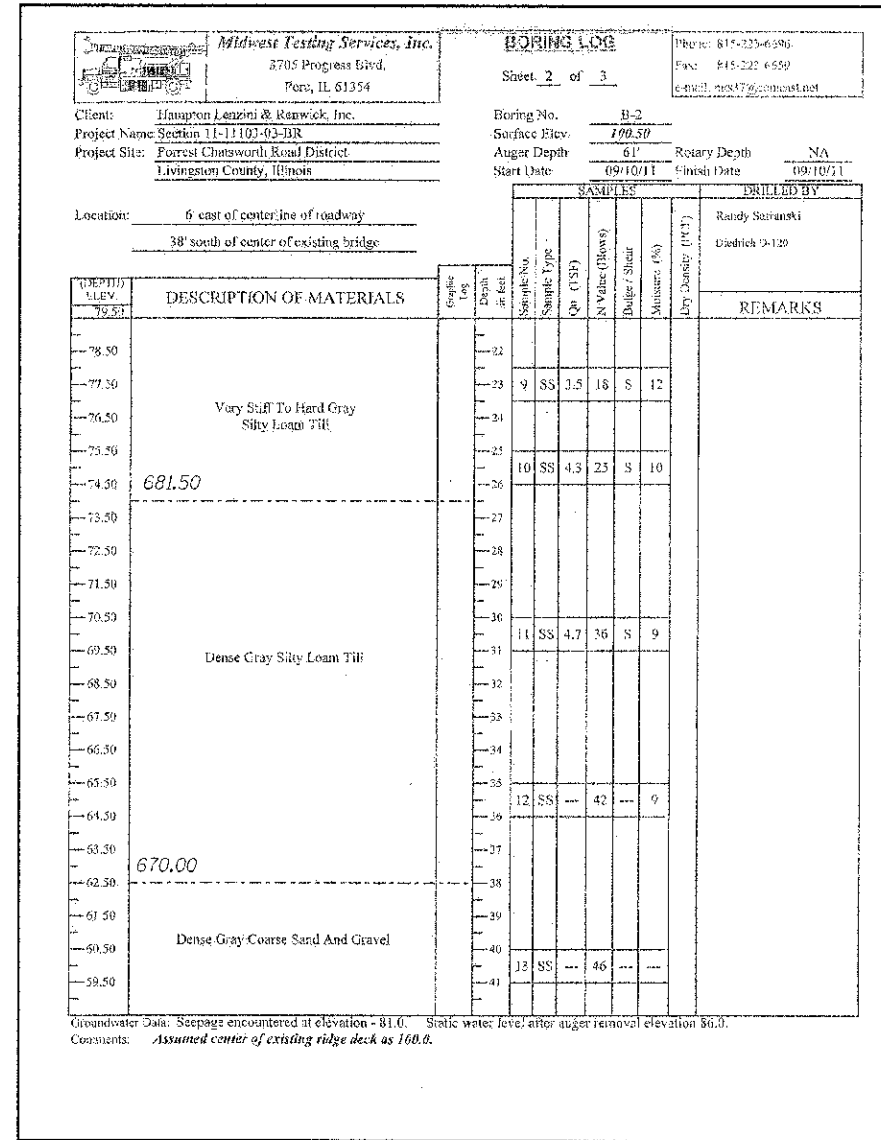 Midwest Testing Services, Inc.
3705 Progress Blvd.
Peru, IL 61354
BORING LOG
Sheet 2 of 3
Client: Hampton Lenzini & Renwick, Inc.
Project Name: Section 11-11103-03-BR
Project Site: Forrest Chatsworth Road District
Livingston County, Illinois
Boring No. B-2
Surface Elev. 100.50
Auger Depth 61' Rotary Depth NA
Start Date 09/10/11 Finish Date 09/10/11
Location: 6' east of centerline of roadway
38' south of center of existing bridge
SAMPLES
DRILLED BY
Diedrich D-120
(DEPTH) ELEV. 79.50
DESCRIPTION OF MATERIALS
Graphic Log
Depth in feet
Sample No.
Sample Type
Qu (TSF)
N Value (Blows)
Bulge / Shear
Moisture (%)
Dry Density (PCF)
REMARKS
78.50 22
77.50 23 9 SS 3.5 18 S 12
Very Stiff To Hard Gray
Silty Loam Till
76.50 24
75.50 25
10 SS 4.3 25 S 10
74.50 681.50 26
73.50 27
72.50 28
71.50 29
70.50 30
11 SS 4.7 36 S 9
69.50 31
Dense Gray Silty Loam Till
68.50 32
67.50 33
66.50 34
65.50 35
12 SS --- 42 --- 9
64.50 36
63.50 37
670.00
62.50 38
61.50 39
Dense Gray Coarse Sand And Gravel
60.50 40
13 SS --- 46 --- ---
59.50 41
Groundwater Data: Seepage encountered at elevation - 81.0. Static water level after auger removal elevation 86.0.
Comments: Assumed center of existing ridge deck as 100.0.